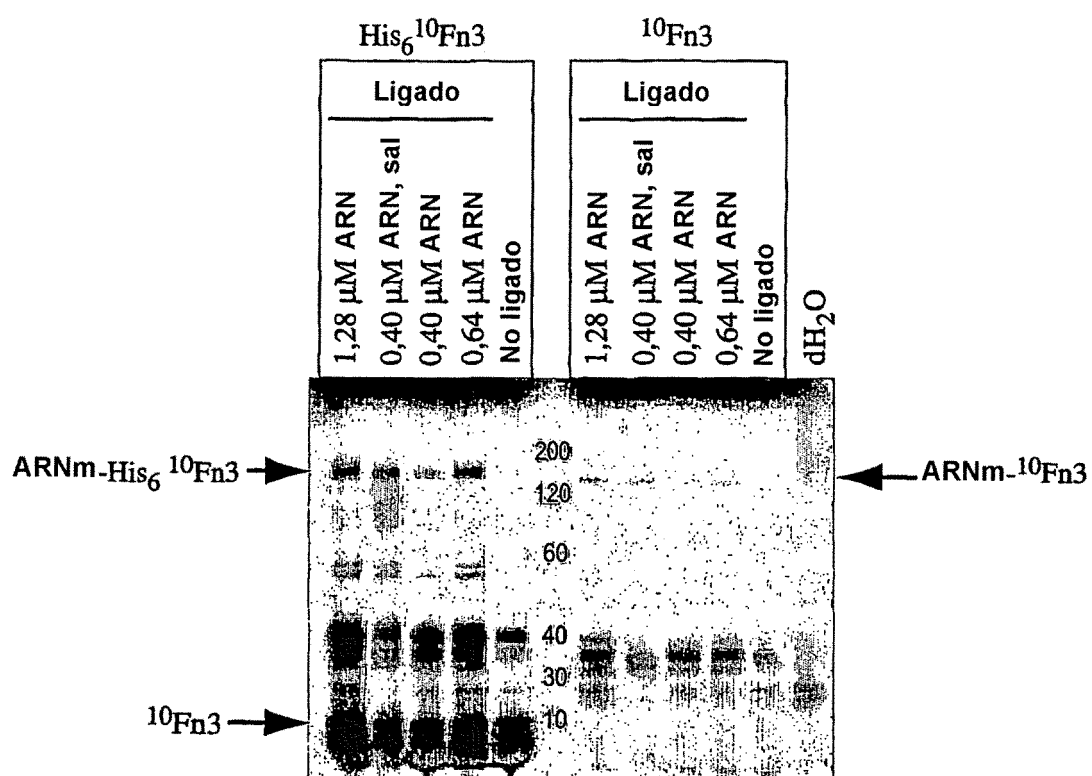 His₆¹⁰Fn3
¹⁰Fn3
Ligado
Ligado
1,28 µM ARN
0,40 µM ARN, sal
0,40 µM ARN
0,64 µM ARN
No ligado
1,28 µM ARN
0,40 µM ARN, sal
0,40 µM ARN
0,64 µM ARN
No ligado
dH₂O
ARNm-His₆ ¹⁰Fn3
200
120
60
40
30
10
ARNm-¹⁰Fn3
¹⁰Fn3